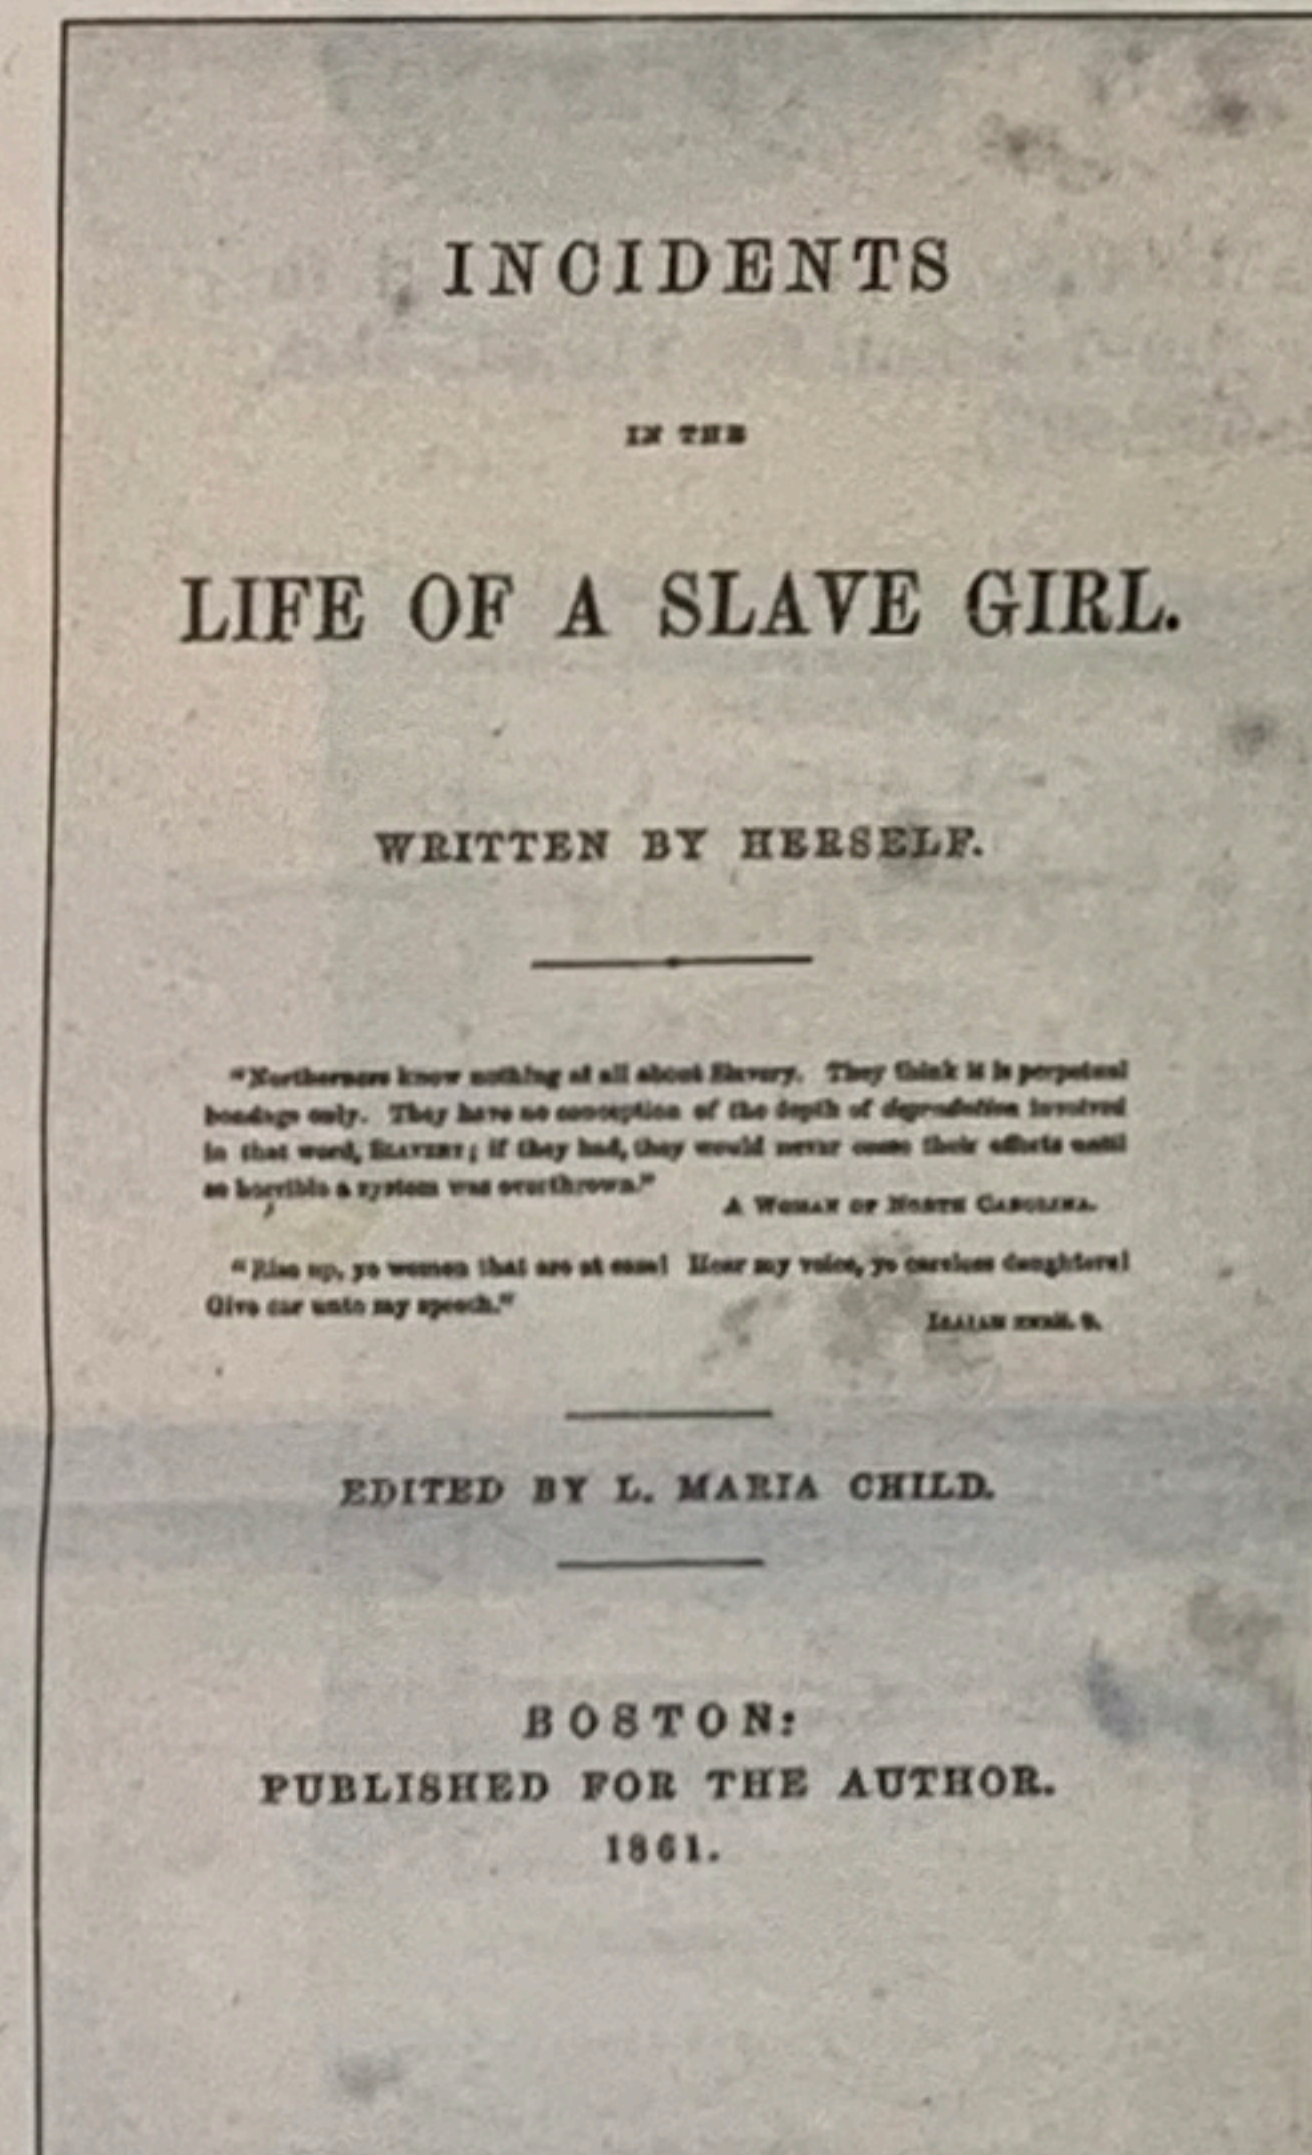 INCIDENTS
IN THE
LIFE OF A SLAVE GIRL.
WRITTEN BY HERSELF.
"Northerners know nothing at all about Slavery. They think it is perpetual
bondage only. They have no conception of the depth of degradation involved
in that word, SLAVERY; if they had, they would never cease their efforts until
so horrible a system was overthrown."
A WOMAN OF NORTH CAROLINA.
"Rise up, ye women that are at ease! Hear my voice, ye careless daughters!
Give ear unto my speech."
ISAIAH xxxii. 9.
EDITED BY L. MARIA CHILD.
BOSTON:
PUBLISHED FOR THE AUTHOR.
1861.